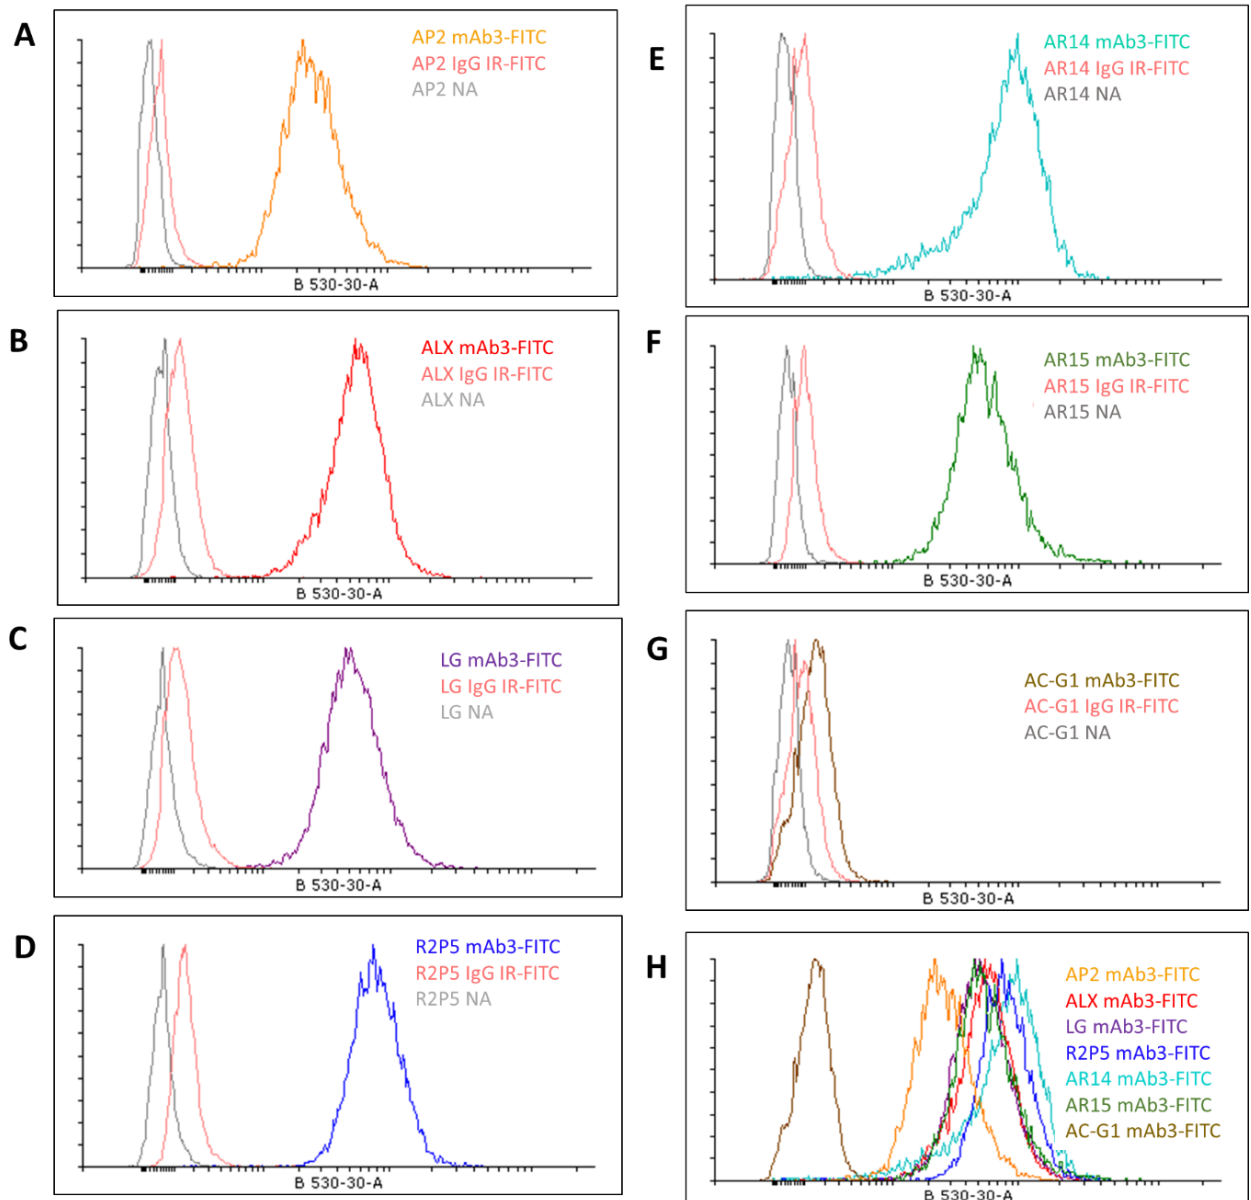 A
AP2 mAb3-FITC
AP2 IgG IR-FITC
AP2 NA
B 530-30-A
B
ALX mAb3-FITC
ALX IgG IR-FITC
ALX NA
B 530-30-A
C
LG mAb3-FITC
LG IgG IR-FITC
LG NA
B 530-30-A
D
R2P5 mAb3-FITC
R2P5 IgG IR-FITC
R2P5 NA
B 530-30-A
E
AR14 mAb3-FITC
AR14 IgG IR-FITC
AR14 NA
B 530-30-A
F
AR15 mAb3-FITC
AR15 IgG IR-FITC
AR15 NA
B 530-30-A
G
AC-G1 mAb3-FITC
AC-G1 IgG IR-FITC
AC-G1 NA
B 530-30-A
H
AP2 mAb3-FITC
ALX mAb3-FITC
LG mAb3-FITC
R2P5 mAb3-FITC
AR14 mAb3-FITC
AR15 mAb3-FITC
AC-G1 mAb3-FITC
B 530-30-A